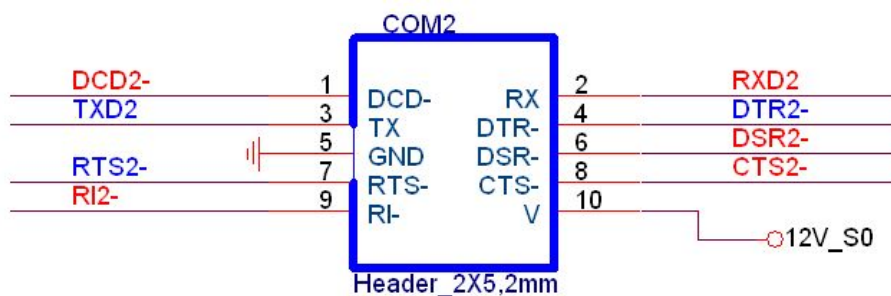 COM2
DCD2- 1 DCD- RX 2 RXD2
TXD2 3 TX DTR- 4 DTR2-
5 GND DSR- 6 DSR2-
RTS2- 7 RTS- CTS- 8 CTS2-
RI2- 9 RI- V 10
12V_S0
Header_2X5,2mm